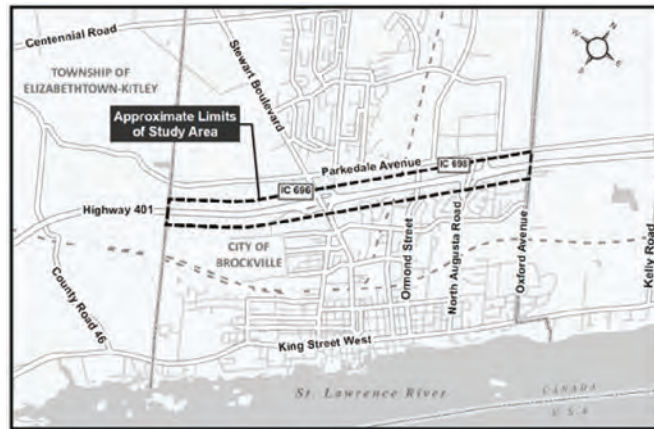 Centennial Road
TOWNSHIP OF
ELIZABETHTOWN-KITLEY
Stewart Boulevard
N
E
S
W
Approximate Limits
of Study Area
Parkedale Avenue
IC 696
IC 698
Highway 401
CITY OF
BROCKVILLE
Ormond Street
North Augusta Road
Oxford Avenue
Kelly Road
County Road 46
King Street West
St. Lawrence River
CANADA
U.S.A